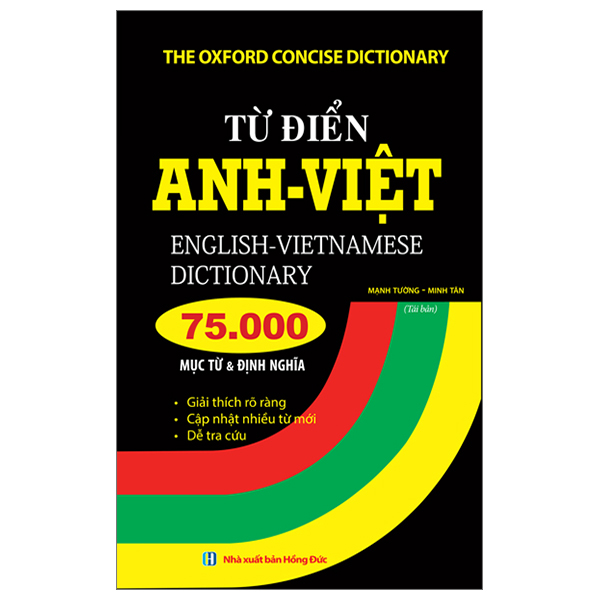 THE OXFORD CONCISE DICTIONARY
TỪ ĐIỂN
ANH-VIỆT
ENGLISH-VIETNAMESE
DICTIONARY
MẠNH TƯỜNG - MINH TÂN
(Tái bản)
75.000
MỤC TỪ & ĐỊNH NGHĨA
• Giải thích rõ ràng
• Cập nhật nhiều từ mới
• Dễ tra cứu
Nhà xuất bản Hồng Đức